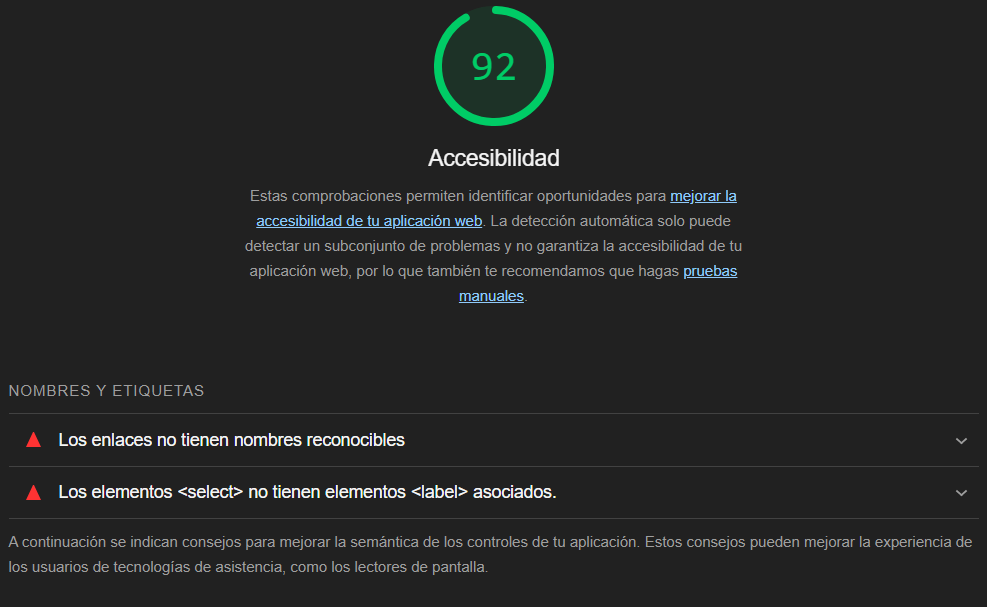 92
Accesibilidad
Estas comprobaciones permiten identificar oportunidades para mejorar la
accesibilidad de tu aplicación web. La detección automática solo puede
detectar un subconjunto de problemas y no garantiza la accesibilidad de tu
aplicación web, por lo que también te recomendamos que hagas pruebas
manuales.
NOMBRES Y ETIQUETAS
Los enlaces no tienen nombres reconocibles
Los elementos <select> no tienen elementos <label> asociados.
A continuación se indican consejos para mejorar la semántica de los controles de tu aplicación. Estos consejos pueden mejorar la experiencia de
los usuarios de tecnologías de asistencia, como los lectores de pantalla.